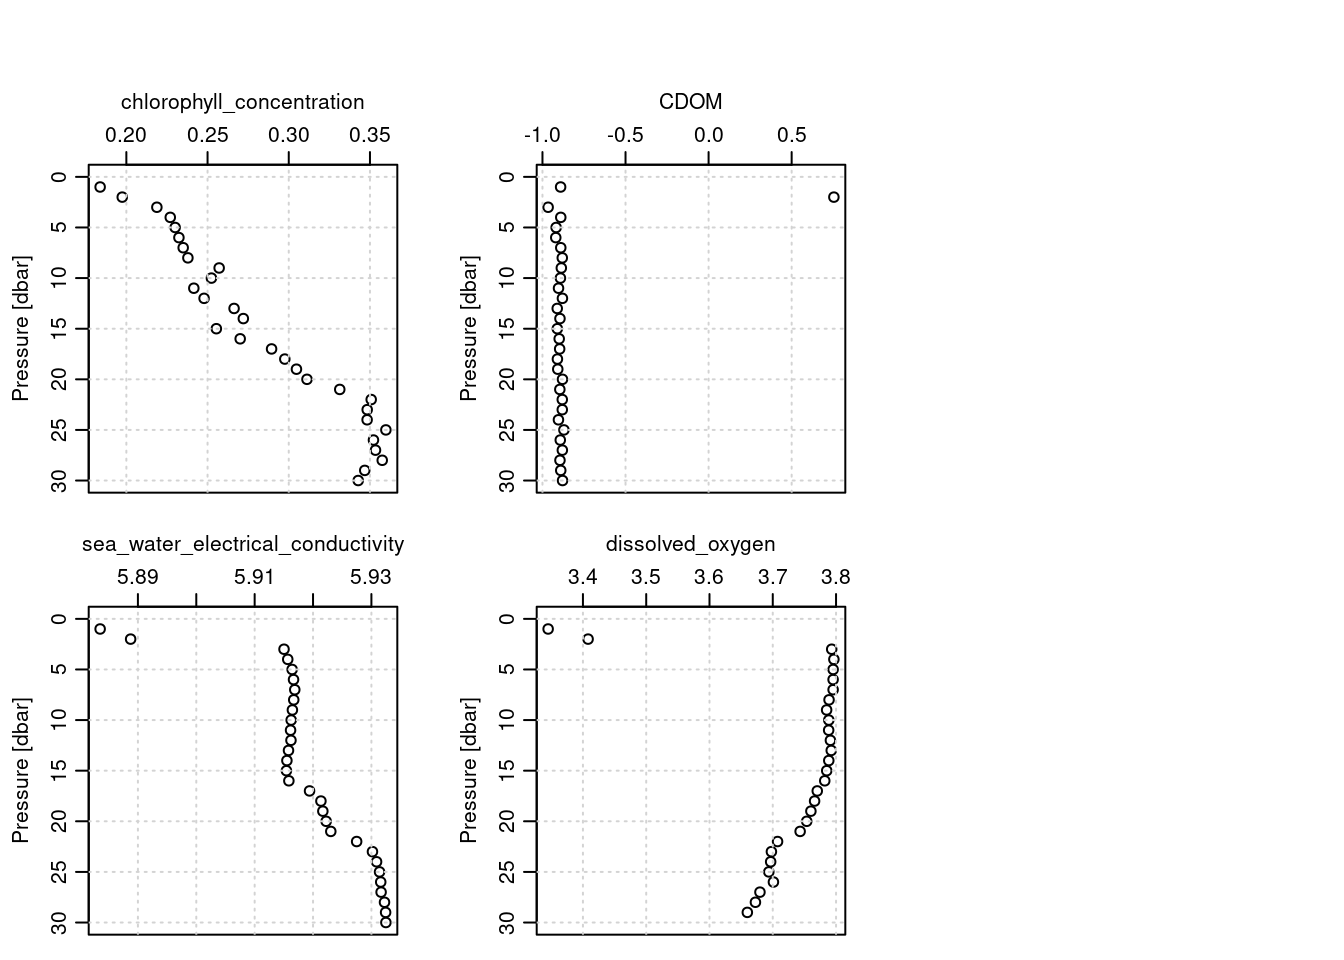 chlorophyll_concentration
0.20 0.25 0.30 0.35
0
5
10
15
20
25
30
Pressure [dbar]
CDOM
-1.0 -0.5 0.0 0.5
0
5
10
15
20
25
30
Pressure [dbar]
sea_water_electrical_conductivity
5.89 5.91 5.93
0
5
10
15
20
25
30
Pressure [dbar]
dissolved_oxygen
3.4 3.5 3.6 3.7 3.8
0
5
10
15
20
25
30
Pressure [dbar]